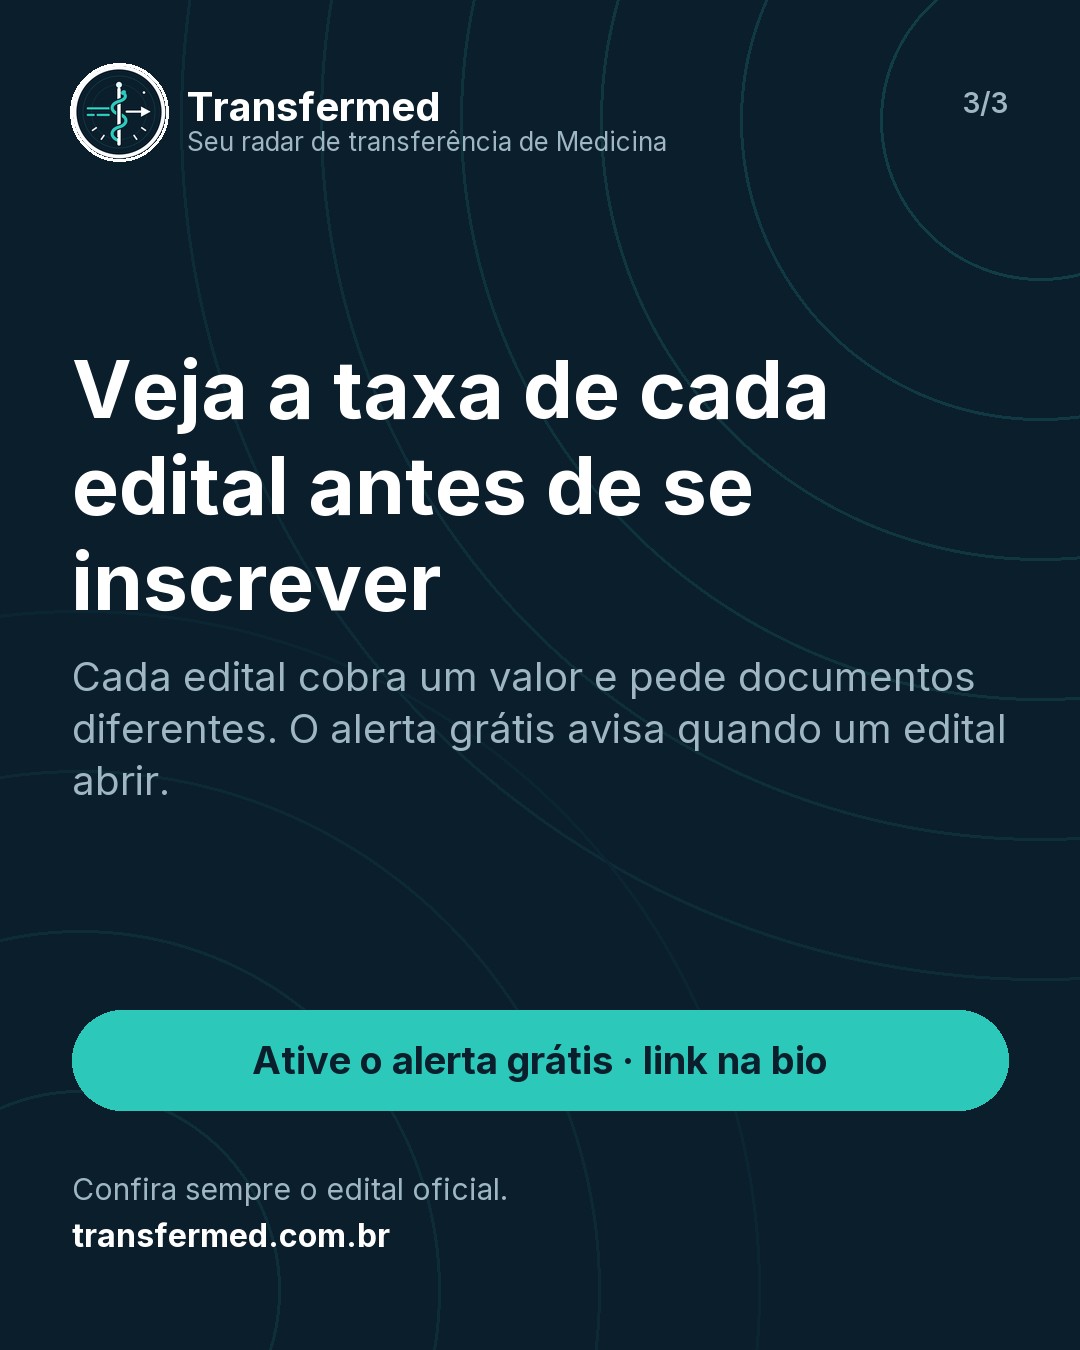 Transfermed
Seu radar de transferência de Medicina
3/3
Veja a taxa de cada
edital antes de se
inscrever
Cada edital cobra um valor e pede documentos
diferentes. O alerta grátis avisa quando um edital
abrir.
Ative o alerta grátis · link na bio
Confira sempre o edital oficial.
transfermed.com.br